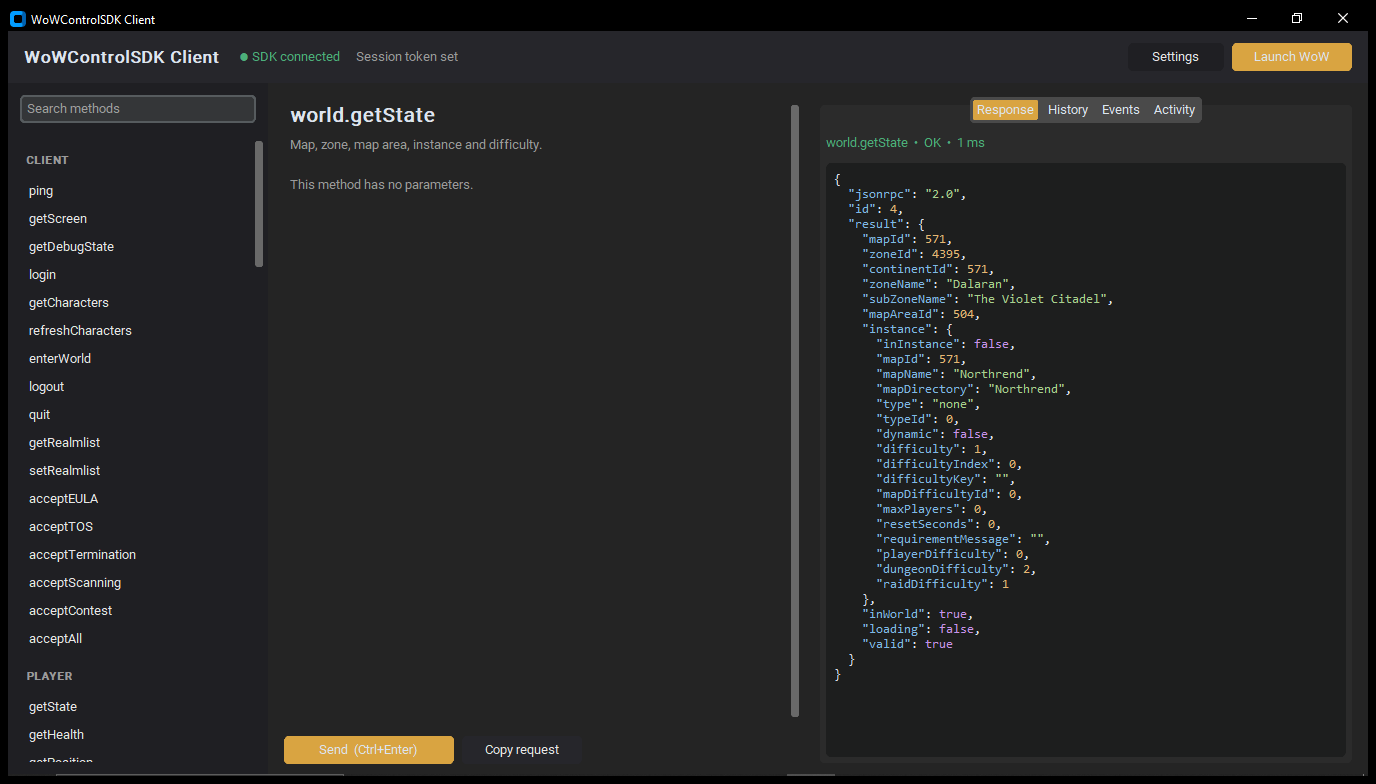 WoWControlSDK Client
WoWControlSDK Client
SDK connected
Session token set
Settings
Launch WoW
Search methods
CLIENT
ping
getScreen
getDebugState
login
getCharacters
refreshCharacters
enterWorld
logout
quit
getRealmlist
setRealmlist
acceptEULA
acceptTOS
acceptTermination
acceptScanning
acceptContest
acceptAll
PLAYER
getState
getHealth
getPosition
world.getState
Map, zone, map area, instance and difficulty.
This method has no parameters.
Send (Ctrl+Enter)
Copy request
Response
History
Events
Activity
world.getState • OK • 1 ms
{
  "jsonrpc": "2.0",
  "id": 4,
  "result": {
    "mapId": 571,
    "zoneId": 4395,
    "continentId": 571,
    "zoneName": "Dalaran",
    "subZoneName": "The Violet Citadel",
    "mapAreaId": 504,
    "instance": {
      "inInstance": false,
      "mapId": 571,
      "mapName": "Northrend",
      "mapDirectory": "Northrend",
      "type": "none",
      "typeId": 0,
      "dynamic": false,
      "difficulty": 1,
      "difficultyIndex": 0,
      "difficultyKey": "",
      "mapDifficultyId": 0,
      "maxPlayers": 0,
      "resetSeconds": 0,
      "requirementMessage": "",
      "playerDifficulty": 0,
      "dungeonDifficulty": 2,
      "raidDifficulty": 1
    },
    "inWorld": true,
    "loading": false,
    "valid": true
  }
}